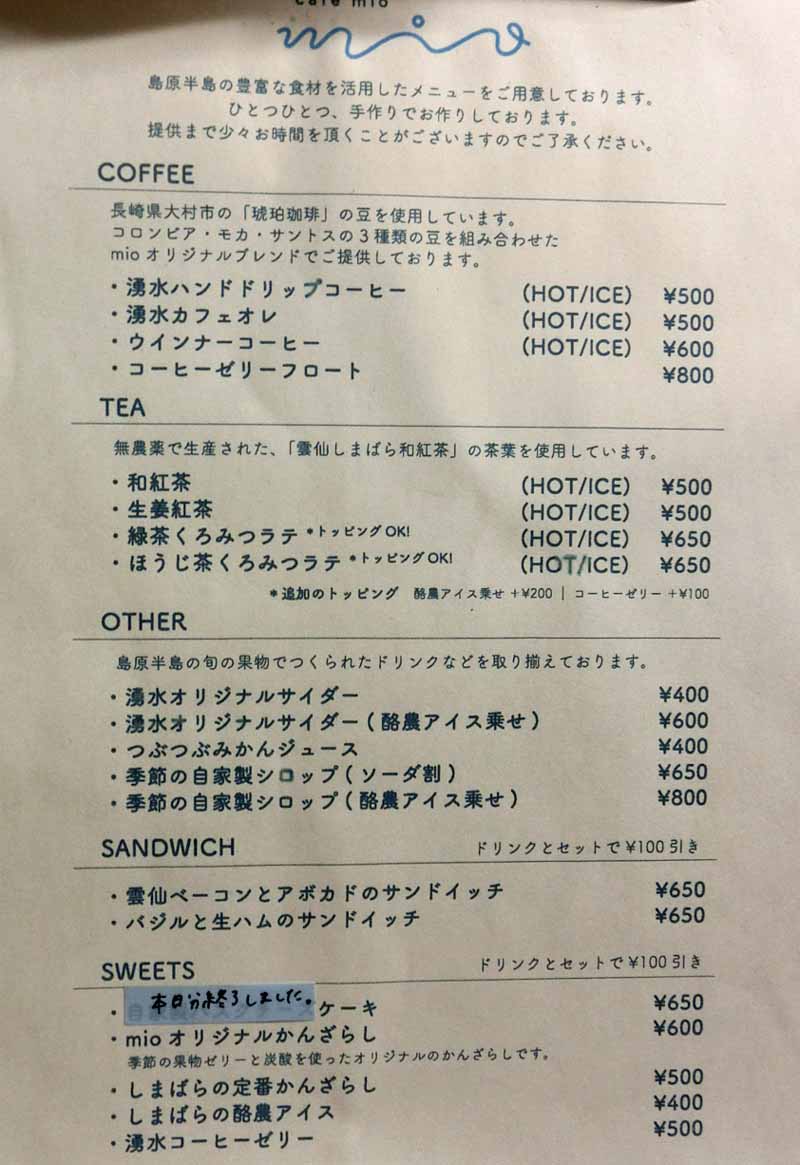 cafe mio
mio
島原半島の豊富な食材を活用したメニューをご用意しております。
ひとつひとつ、手作りでお作りしております。
提供まで少々お時間を頂くことがございますのでご了承ください。
COFFEE
長崎県大村市の「琥珀珈琲」の豆を使用しています。
コロンビア・モカ・サントスの3種類の豆を組み合わせた
mioオリジナルブレンドでご提供しております。
・湧水ハンドドリップコーヒー (HOT/ICE) ¥500
・湧水カフェオレ (HOT/ICE) ¥500
・ウインナーコーヒー (HOT/ICE) ¥600
・コーヒーゼリーフロート ¥800
TEA
無農薬で生産された、「雲仙しまばら和紅茶」の茶葉を使用しています。
・和紅茶 (HOT/ICE) ¥500
・生姜紅茶 (HOT/ICE) ¥500
・緑茶くろみつラテ *トッピングOK! (HOT/ICE) ¥650
・ほうじ茶くろみつラテ *トッピングOK! (HOT/ICE) ¥650
*追加のトッピング 酪農アイス乗せ +¥200 | コーヒーゼリー +¥100
OTHER
島原半島の旬の果物でつくられたドリンクなどを取り揃えております。
・湧水オリジナルサイダー ¥400
・湧水オリジナルサイダー(酪農アイス乗せ) ¥600
・つぶつぶみかんジュース ¥400
・季節の自家製シロップ(ソーダ割) ¥650
・季節の自家製シロップ(酪農アイス乗せ) ¥800
SANDWICH ドリンクとセットで¥100引き
・雲仙ベーコンとアボカドのサンドイッチ ¥650
・バジルと生ハムのサンドイッチ ¥650
SWEETS ドリンクとセットで¥100引き
本日分終了しました。
・ケーキ ¥650
・mioオリジナルかんざらし ¥600
季節の果物ゼリーと炭酸を使ったオリジナルのかんざらしです。
・しまばらの定番かんざらし ¥500
・しまばらの酪農アイス ¥400
・湧水コーヒーゼリー ¥500